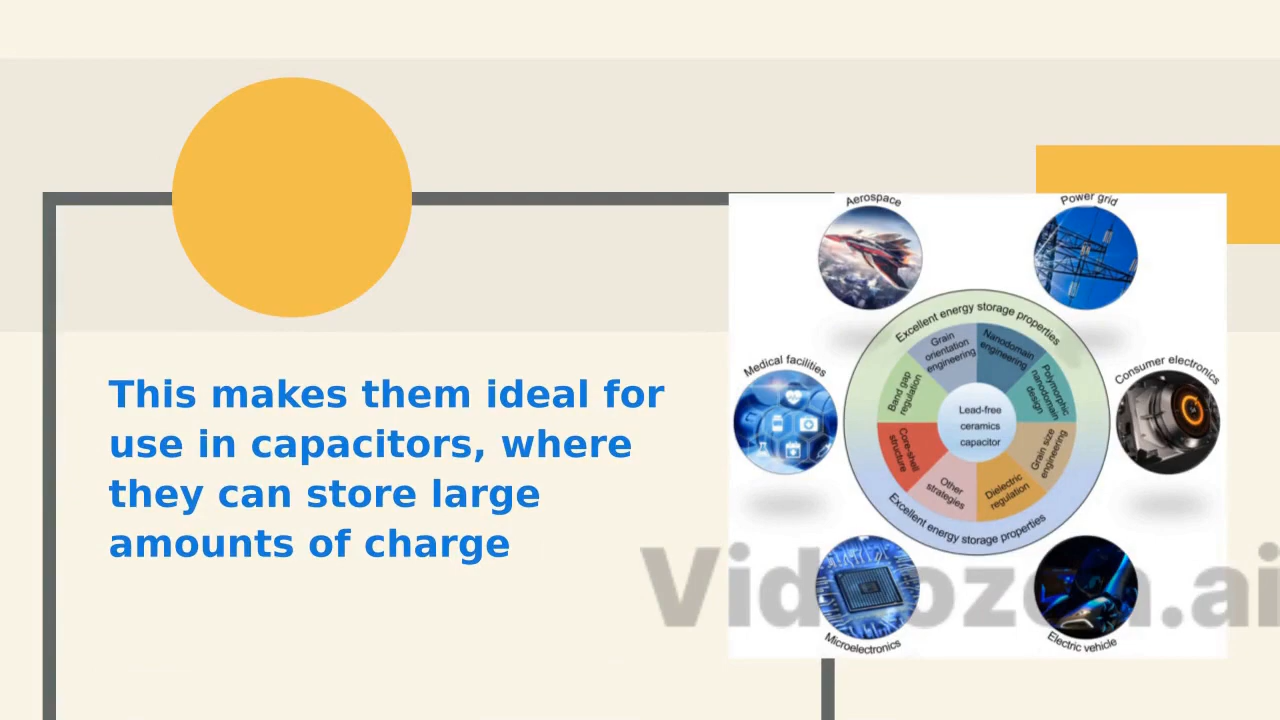 This makes them ideal for
use in capacitors, where
they can store large
amounts of charge
Aerospace
Power grid
Medical facilities
Consumer electronics
Microelectronics
Electric vehicle
Excellent energy storage properties
Grain
orientation
engineering
Nanodomain
engineering
Polymorphic
nanodomain
design
Grain size
engineering
Dielectric
regulation
Other
strategies
Core-shell
structure
Band gap
regulation
Lead-free
ceramics
capacitor
Excellent energy storage properties